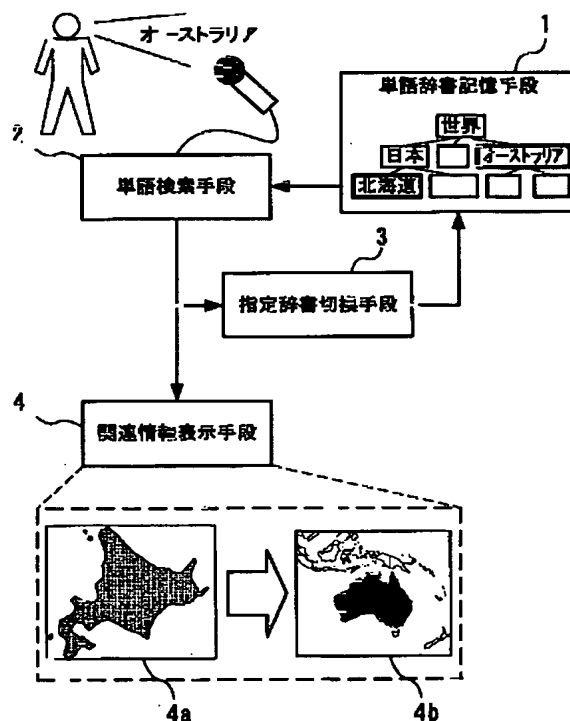 オーストラリア
1
単語辞書記憶手段
世界
日本
オーストラリア
北海道
2
単語検索手段
3
指定辞書切換手段
4
関連情報表示手段
4a
4b